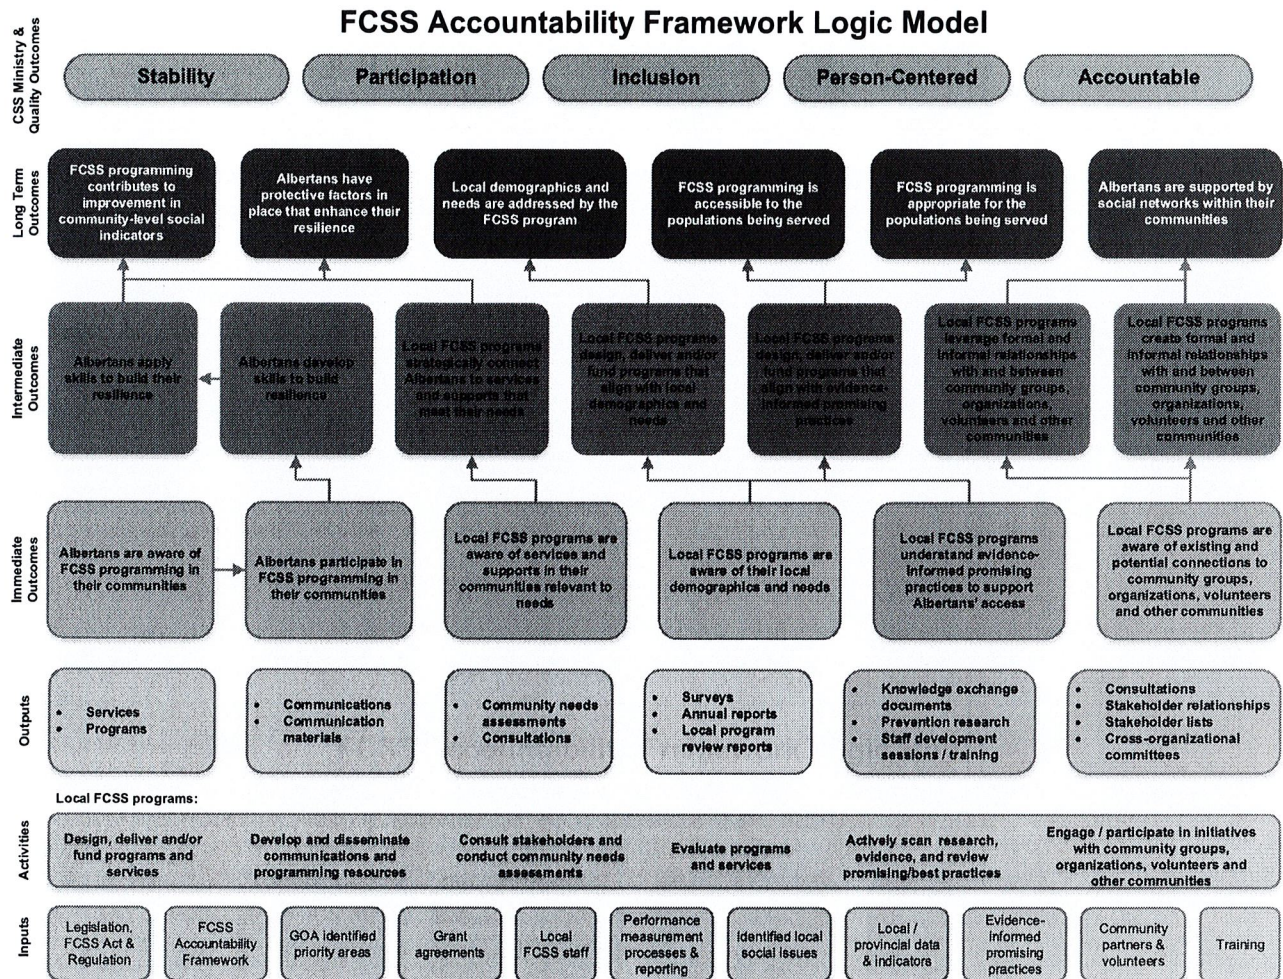 FCSS Accountability Framework Logic Model
CSS Ministry &
Quality Outcomes
Stability
Participation
Inclusion
Person-Centered
Accountable
Long Term
Outcomes
FCSS programming
contributes to
improvement in
community-level social
indicators
Albertans have
protective factors in
place that enhance their
resilience
Local demographics and
needs are addressed by the
FCSS program
FCSS programming is
accessible to the
populations being served
FCSS programming is
appropriate for the
populations being served
Albertans are supported by
social networks within their
communities
Intermediate
Outcomes
Albertans apply
skills to build their
resilience
Albertans develop
skills to build
resilience
Local FCSS programs
strategically connect
Albertans to services
and supports that
meet their needs
Local FCSS programs
design, deliver and/or
fund programs that
align with local
demographics and
needs
Local FCSS programs
design, deliver and/or
fund programs that
align with evidence-
informed promising
practices
Local FCSS programs
leverage formal and
informal relationships
with and between
community groups,
organizations,
volunteers and other
communities
Local FCSS programs
create formal and
informal relationships
with and between
community groups,
organizations,
volunteers and other
communities
Immediate
Outcomes
Albertans are aware of
FCSS programming in
their communities
Albertans participate in
FCSS programming in
their communities
Local FCSS programs are
aware of services and
supports in their
communities relevant to
needs
Local FCSS programs are
aware of their local
demographics and needs
Local FCSS programs
understand evidence-
informed promising
practices to support
Albertans' access
Local FCSS programs are
aware of existing and
potential connections to
community groups,
organizations, volunteers
and other communities
Outputs
• Services
• Programs
• Communications
• Communication
materials
• Community needs
assessments
• Consultations
• Surveys
• Annual reports
• Local program
review reports
• Knowledge exchange
documents
• Prevention research
• Staff development
sessions / training
• Consultations
• Stakeholder relationships
• Stakeholder lists
• Cross-organizational
committees
Local FCSS programs:
Activities
Design, deliver and/or
fund programs and
services
Develop and disseminate
communications and
programming resources
Consult stakeholders and
conduct community needs
assessments
Evaluate programs
and services
Actively scan research,
evidence, and review
promising/best practices
Engage / participate in initiatives
with community groups,
organizations, volunteers and
other communities
Inputs
Legislation,
FCSS Act &
Regulation
FCSS
Accountability
Framework
GOA identified
priority areas
Grant
agreements
Local
FCSS staff
Performance
measurement
processes &
reporting
Identified local
social issues
Local /
provincial data
& indicators
Evidence-
informed
promising
practices
Community
partners &
volunteers
Training